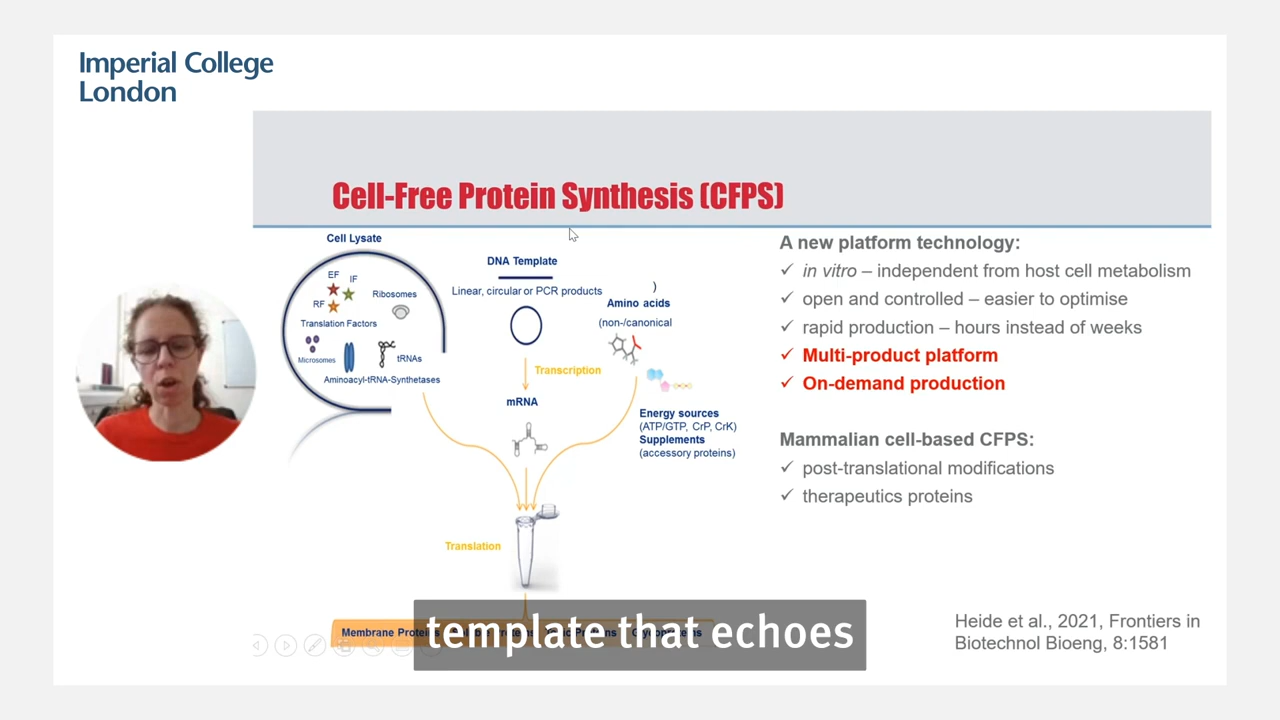 Imperial College
London
Cell-Free Protein Synthesis (CFPS)
Cell Lysate
EF
IF
RF
Ribosomes
Translation Factors
Microsomes
tRNAs
Aminoacyl-tRNA-Synthetases
DNA Template
Linear, circular or PCR products
Transcription
mRNA
)
Amino acids
(non-/canonical
Energy sources
(ATP/GTP, CrP, CrK)
Supplements
(accessory proteins)
Translation
Membrane Proteins
template that echoes
A new platform technology:
✓ in vitro – independent from host cell metabolism
✓ open and controlled – easier to optimise
✓ rapid production – hours instead of weeks
✓ Multi-product platform
✓ On-demand production
Mammalian cell-based CFPS:
✓ post-translational modifications
✓ therapeutics proteins
Heide et al., 2021, Frontiers in
Biotechnol Bioeng, 8:1581